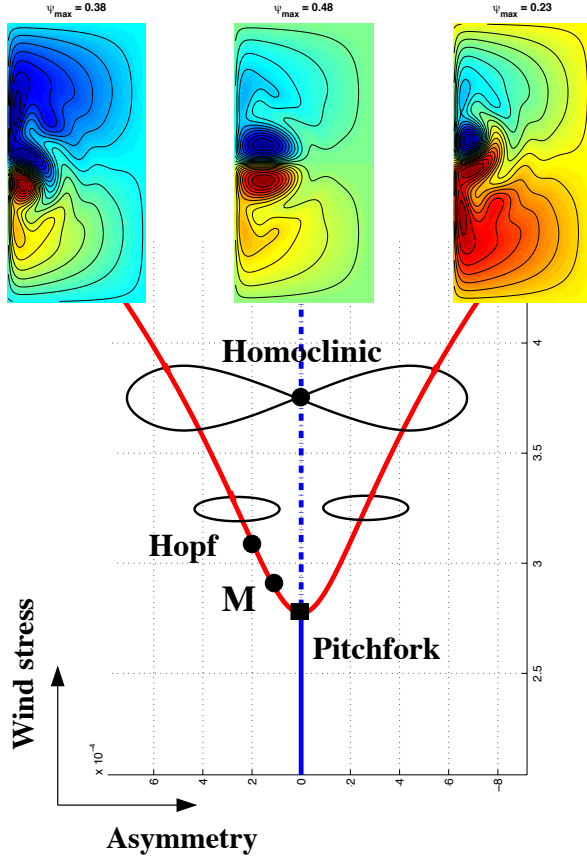 ψmax = 0.38
ψmax = 0.48
ψmax = 0.23
Homoclinic
4
3.5
Hopf
3
M
Pitchfork
2.5
Wind stress
x 10⁻⁴
6
4
2
0
-2
-4
-6
-8
Asymmetry